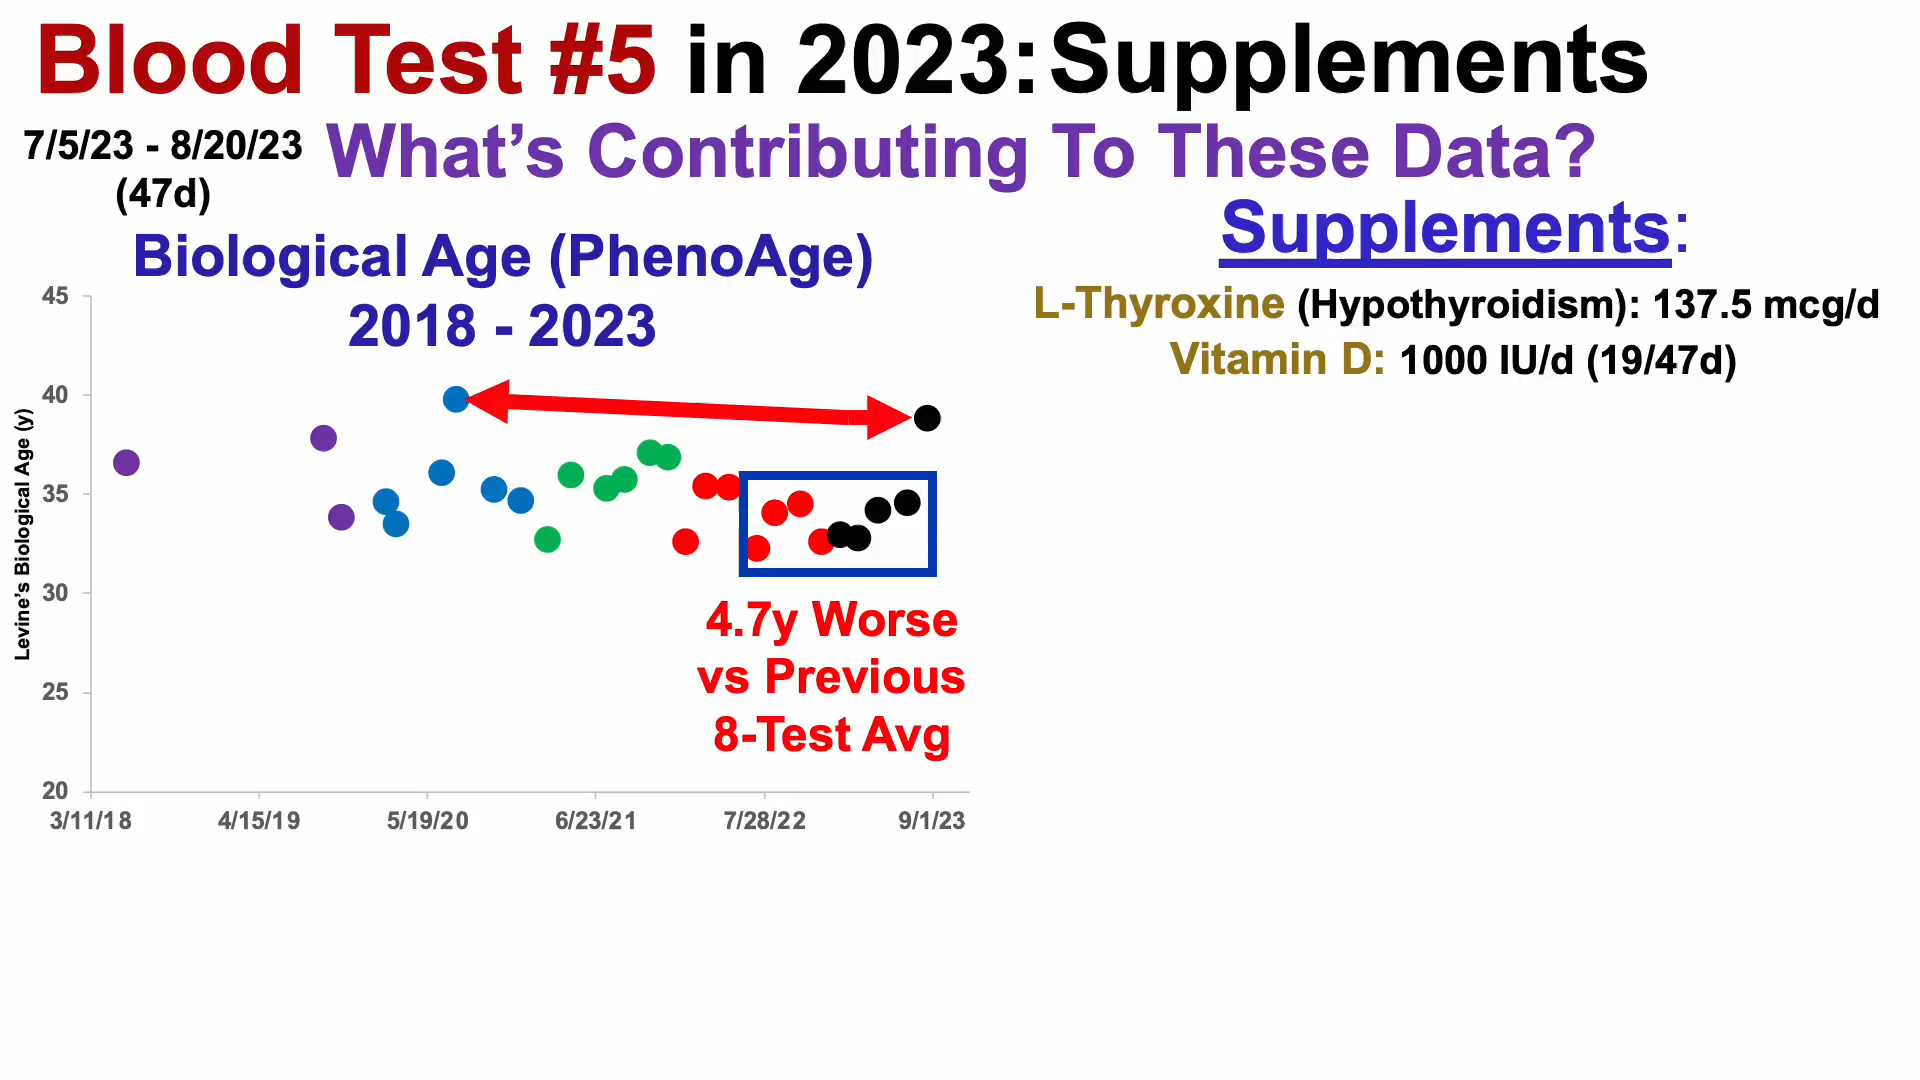 Blood Test #5 in 2023: Supplements
7/5/23 - 8/20/23
(47d)
What's Contributing To These Data?
Supplements:
L-Thyroxine (Hypothyroidism): 137.5 mcg/d
Vitamin D: 1000 IU/d (19/47d)
Biological Age (PhenoAge)
2018 - 2023
Levine's Biological Age (y)
45
40
35
30
25
20
4.7y Worse
vs Previous
8-Test Avg
3/11/18 4/15/19 5/19/20 6/23/21 7/28/22 9/1/23